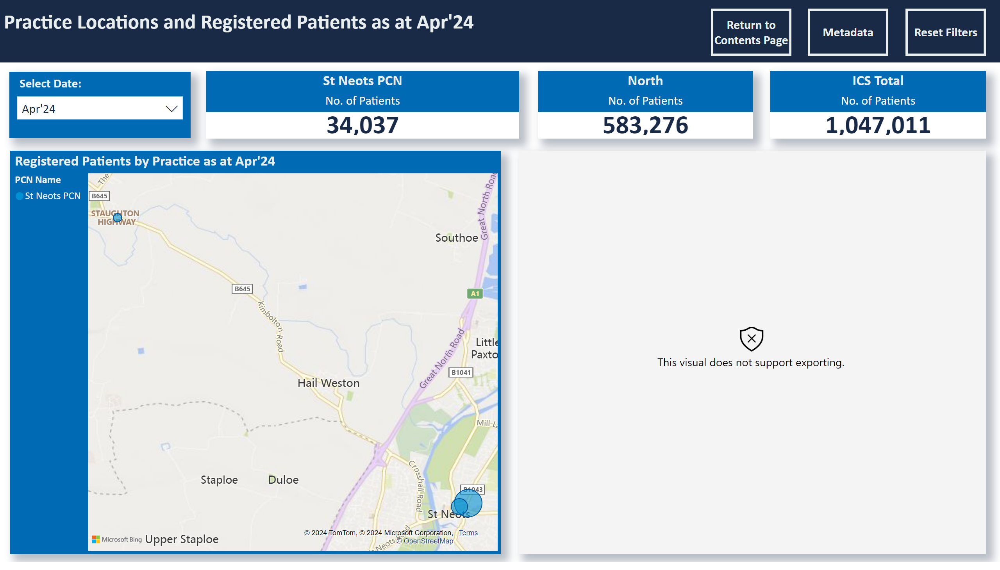 Practice Locations and Registered Patients as at Apr'24
Return to
Contents Page
Metadata
Reset Filters
Select Date:
Apr'24
St Neots PCN
No. of Patients
34,037
North
No. of Patients
583,276
ICS Total
No. of Patients
1,047,011
Registered Patients by Practice as at Apr'24
PCN Name
St Neots PCN
The
B645
STAUGHTON
HIGHWAY
Great North Road
Southoe
B645
A1
Kimbolton Road
Little
Paxto
Great North Road
B1041
Hail Weston
Mill
Crosshall Road
Staploe
Duloe
B1043
St Neots
Neots Road
© 2024 TomTom, © 2024 Microsoft Corporation, Terms
© OpenStreetMap
Microsoft Bing
Upper Staploe
This visual does not support exporting.